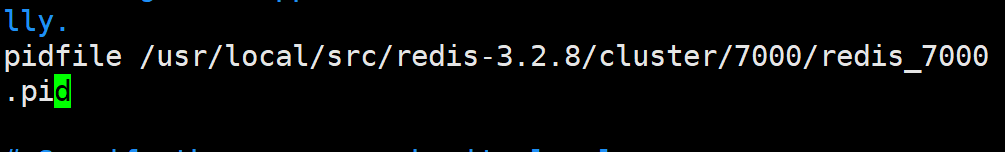 lly.
pidfile /usr/local/src/redis-3.2.8/cluster/7000/redis_7000
.pid